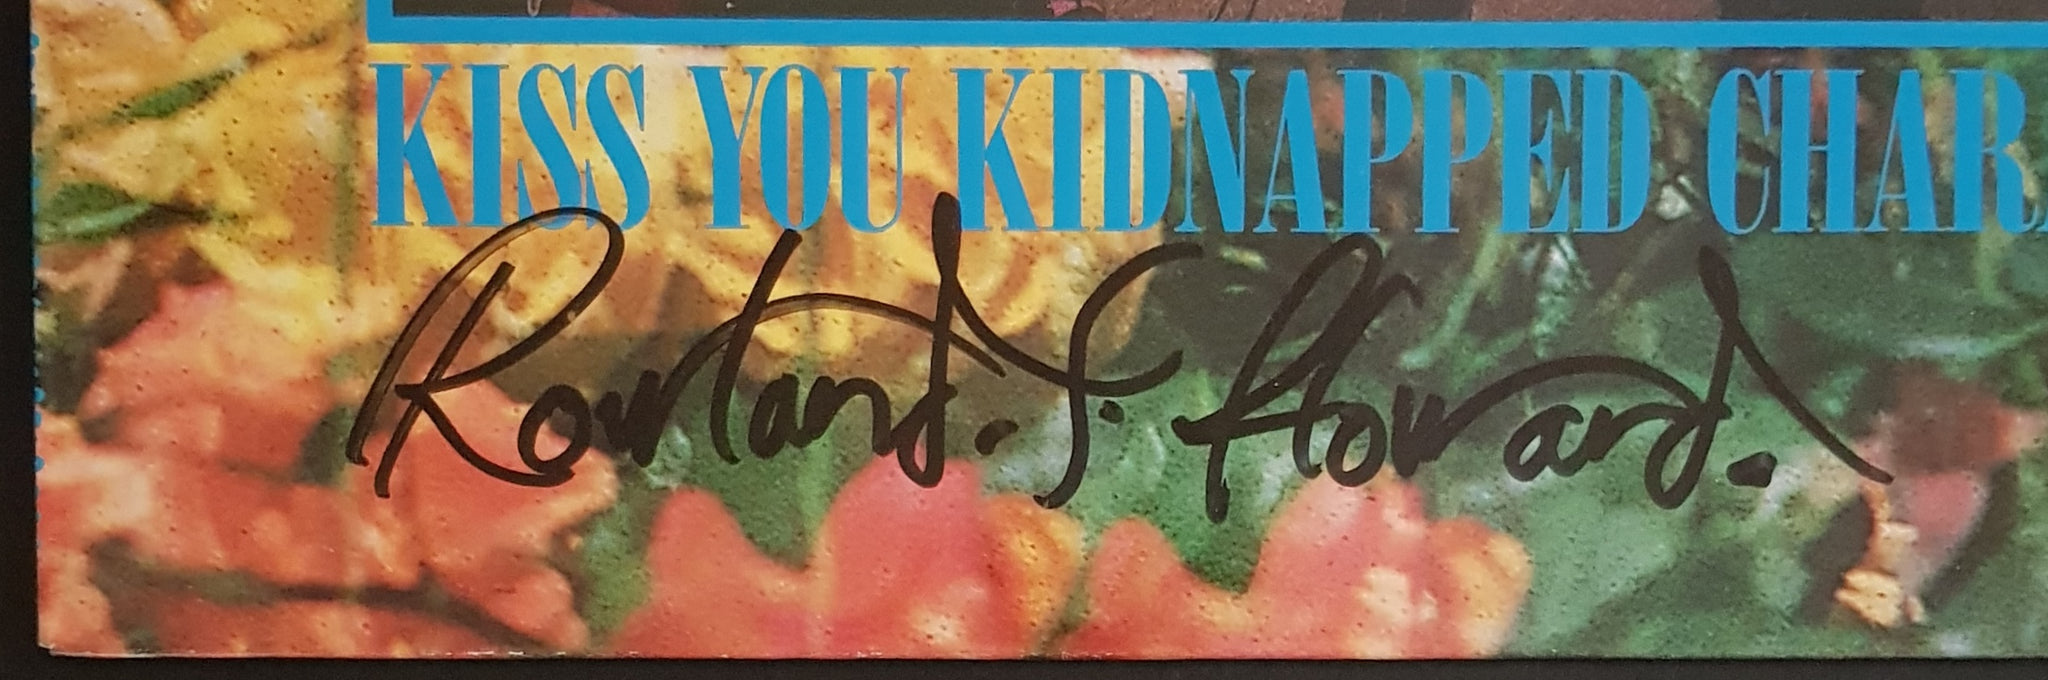 KISS YOU KIDNAPPED CHAR
Rowland. S. Howard.